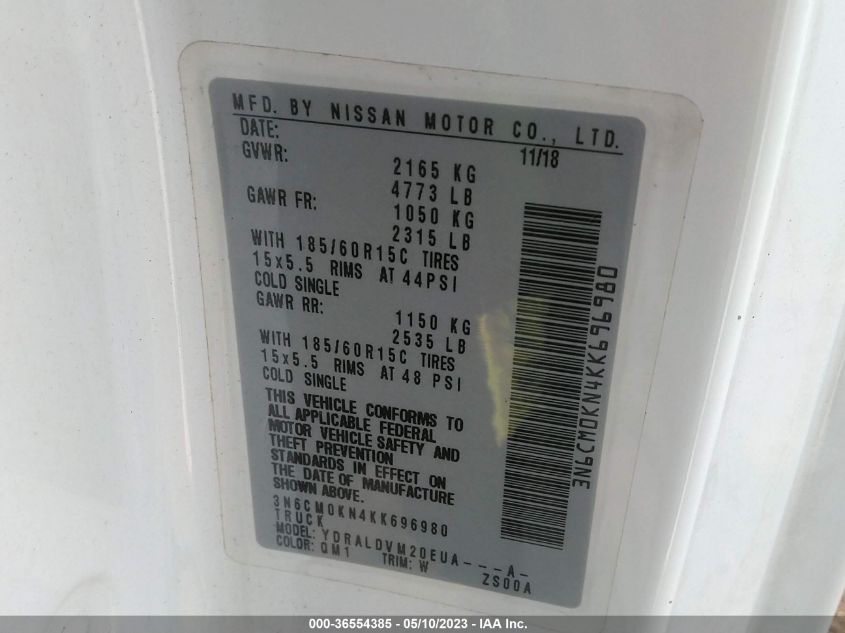 MFD. BY NISSAN MOTOR CO., LTD.
DATE: 11/18
GVWR: 2165 KG
4773 LB
GAWR FR: 1050 KG
2315 LB
WITH 185/60R15C TIRES
15x5.5 RIMS AT 44PSI
COLD SINGLE
GAWR RR: 1150 KG
2535 LB
WITH 185/60R15C TIRES
15x5.5 RIMS AT 48 PSI
COLD SINGLE
THIS VEHICLE CONFORMS TO
ALL APPLICABLE FEDERAL
MOTOR VEHICLE SAFETY AND
THEFT PREVENTION
STANDARDS IN EFFECT ON
THE DATE OF MANUFACTURE
SHOWN ABOVE.
3N6CM0KN4KK696980
TRUCK
MODEL: YDRALDVM20EUA---A-
COLOR: QM1 TRIM: W ZS00A
3N6CM0KN4KK696980
000-36554385 - 05/10/2023 - IAA Inc.